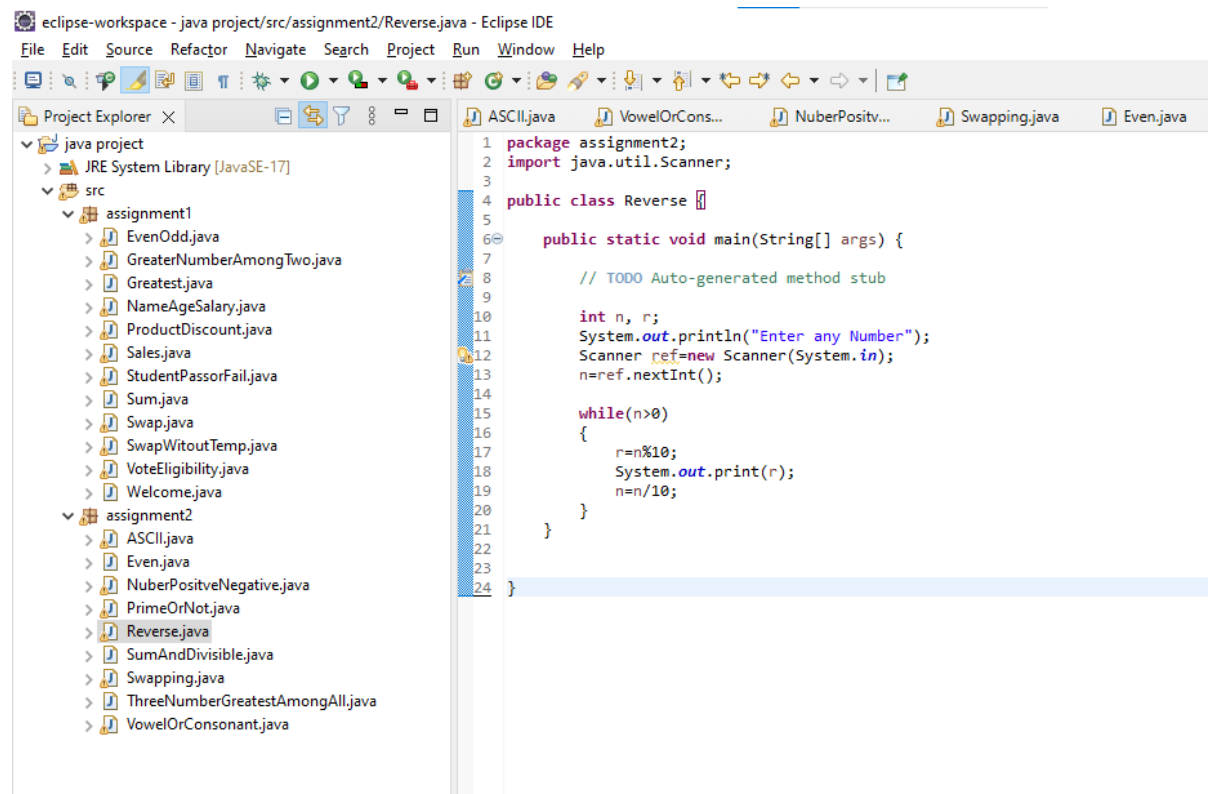 eclipse-workspace - java project/src/assignment2/Reverse.java - Eclipse IDE
File Edit Source Refactor Navigate Search Project Run Window Help
Project Explorer
java project
JRE System Library [JavaSE-17]
src
assignment1
EvenOdd.java
GreaterNumberAmongTwo.java
Greatest.java
NameAgeSalary.java
ProductDiscount.java
Sales.java
StudentPassorFail.java
Sum.java
Swap.java
SwapWitoutTemp.java
VoteEligibility.java
Welcome.java
assignment2
ASCII.java
Even.java
NuberPositveNegative.java
PrimeOrNot.java
Reverse.java
SumAndDivisible.java
Swapping.java
ThreeNumberGreatestAmongAll.java
VowelOrConsonant.java
ASCII.java VowelOrCons... NuberPositv... Swapping.java Even.java
1 package assignment2;
2 import java.util.Scanner;
3
4 public class Reverse {
5
6 public static void main(String[] args) {
7
8 // TODO Auto-generated method stub
9
10 int n, r;
11 System.out.println("Enter any Number");
12 Scanner ref=new Scanner(System.in);
13 n=ref.nextInt();
14
15 while(n>0)
16 {
17 r=n%10;
18 System.out.print(r);
19 n=n/10;
20 }
21 }
22
23
24 }